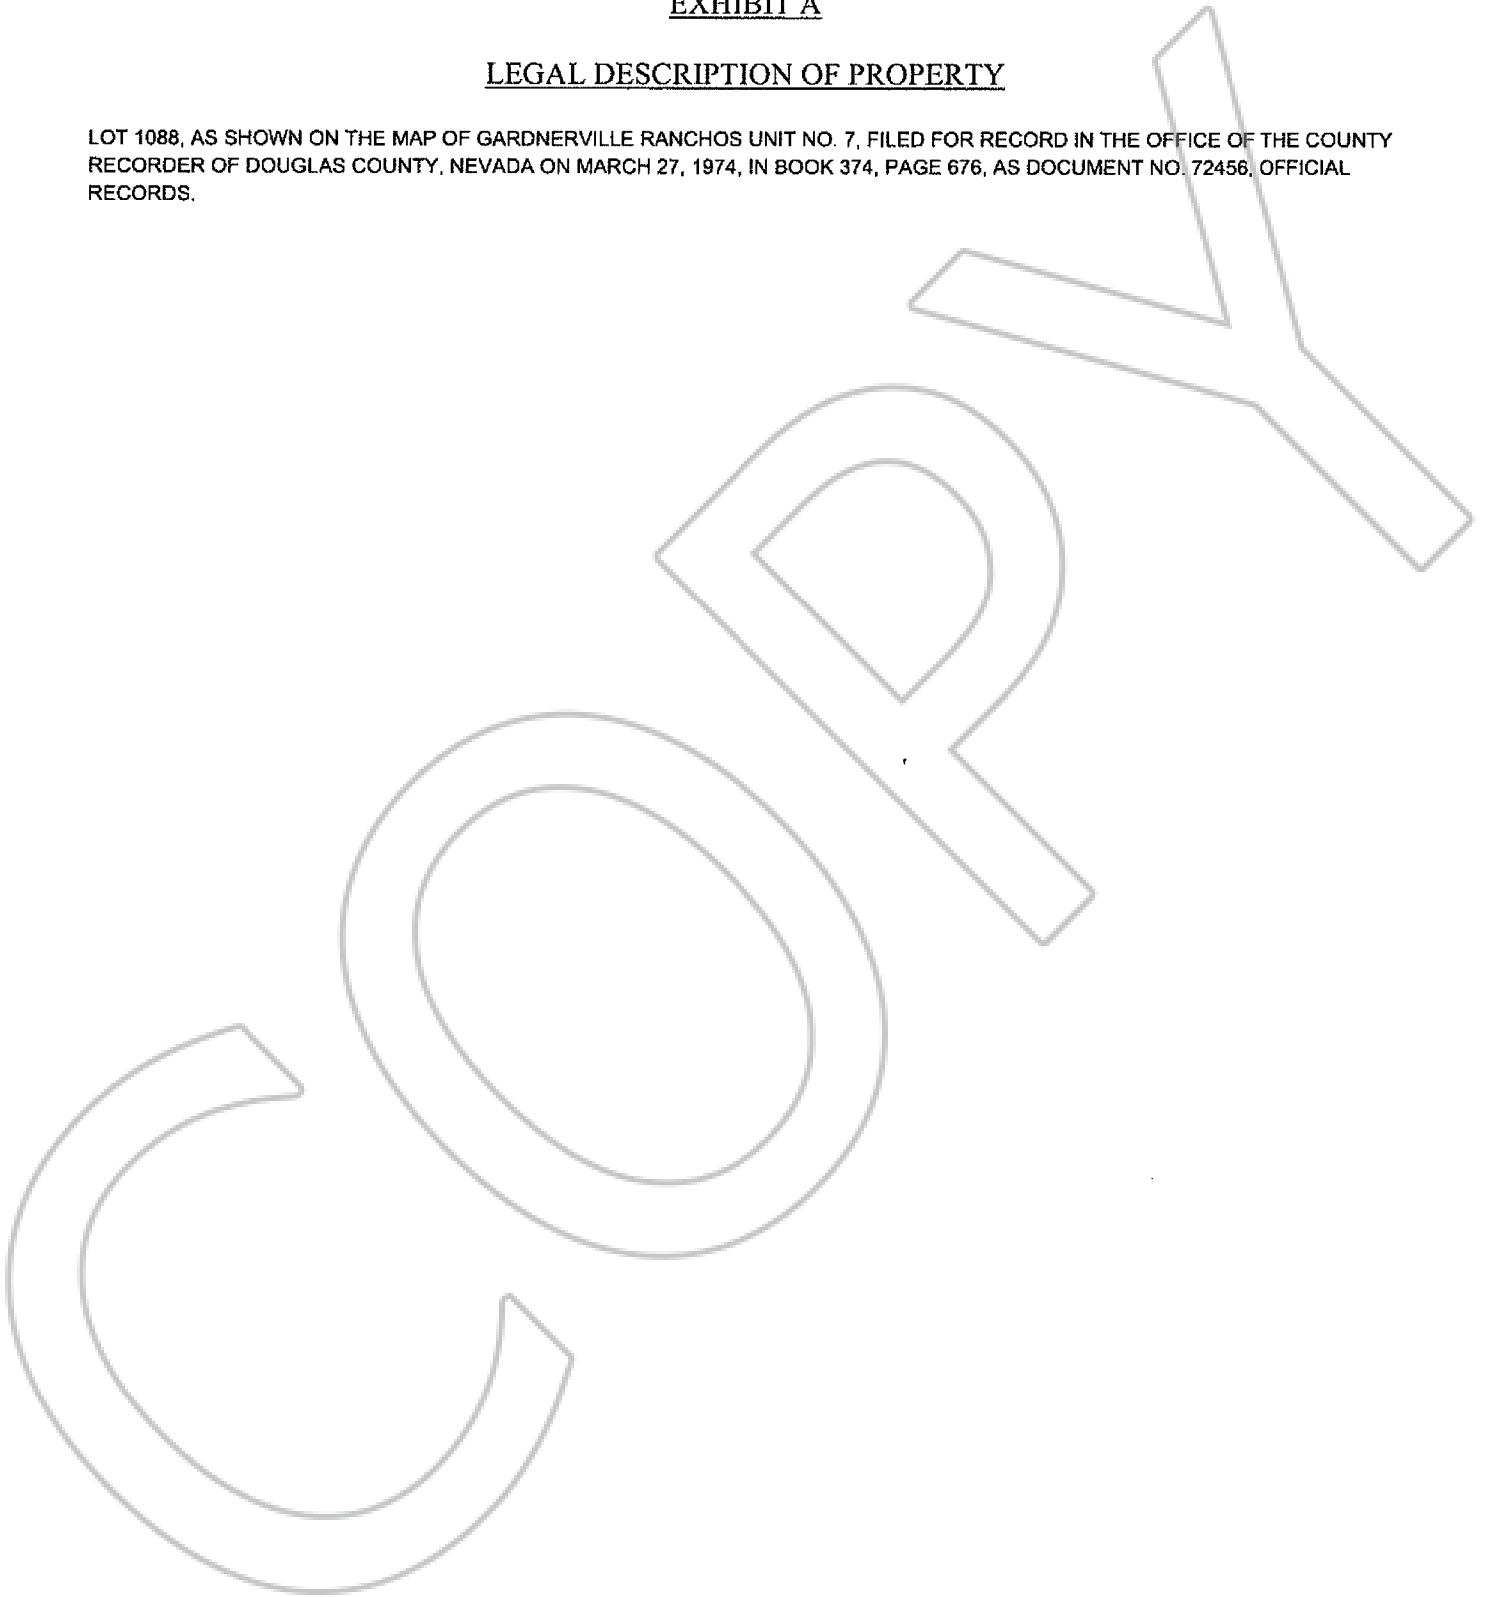 EXHIBIT A
LEGAL DESCRIPTION OF PROPERTY
LOT 1088, AS SHOWN ON THE MAP OF GARDNERVILLE RANCHOS UNIT NO. 7, FILED FOR RECORD IN THE OFFICE OF THE COUNTY
RECORDER OF DOUGLAS COUNTY, NEVADA ON MARCH 27, 1974, IN BOOK 374, PAGE 676, AS DOCUMENT NO. 72456, OFFICIAL
RECORDS.
COPY